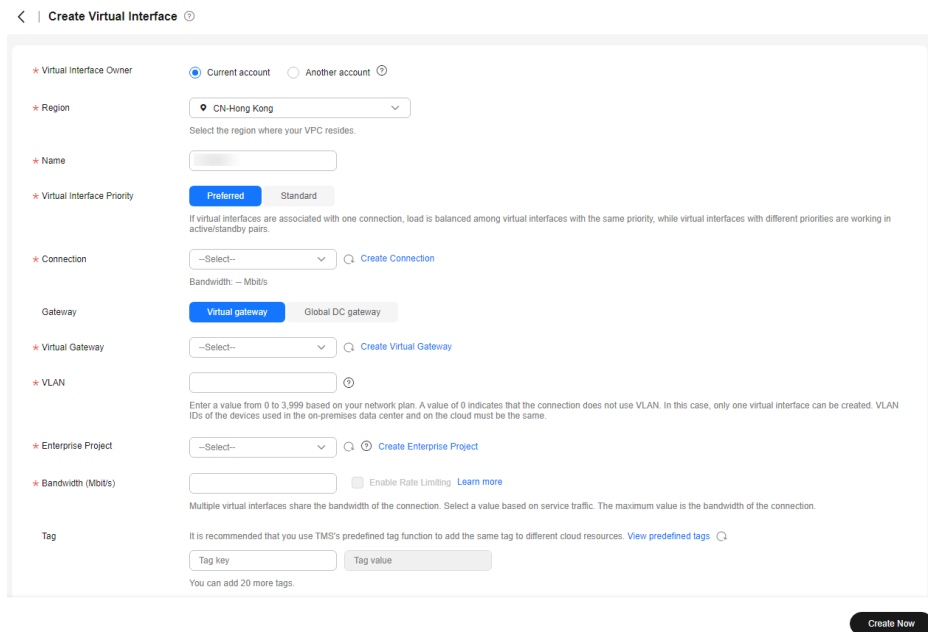 Create Virtual Interface
* Virtual Interface Owner
Current account
Another account
* Region
CN-Hong Kong
Select the region where your VPC resides.
* Name
* Virtual Interface Priority
Preferred
Standard
If virtual interfaces are associated with one connection, load is balanced among virtual interfaces with the same priority, while virtual interfaces with different priorities are working in
active/standby pairs.
* Connection
--Select--
Create Connection
Bandwidth: -- Mbit/s
Gateway
Virtual gateway
Global DC gateway
* Virtual Gateway
--Select--
Create Virtual Gateway
* VLAN
Enter a value from 0 to 3,999 based on your network plan. A value of 0 indicates that the connection does not use VLAN. In this case, only one virtual interface can be created. VLAN
IDs of the devices used in the on-premises data center and on the cloud must be the same.
* Enterprise Project
--Select--
Create Enterprise Project
* Bandwidth (Mbit/s)
Enable Rate Limiting
Learn more
Multiple virtual interfaces share the bandwidth of the connection. Select a value based on service traffic. The maximum value is the bandwidth of the connection.
Tag
It is recommended that you use TMS's predefined tag function to add the same tag to different cloud resources. View predefined tags
Tag key
Tag value
You can add 20 more tags.
Create Now